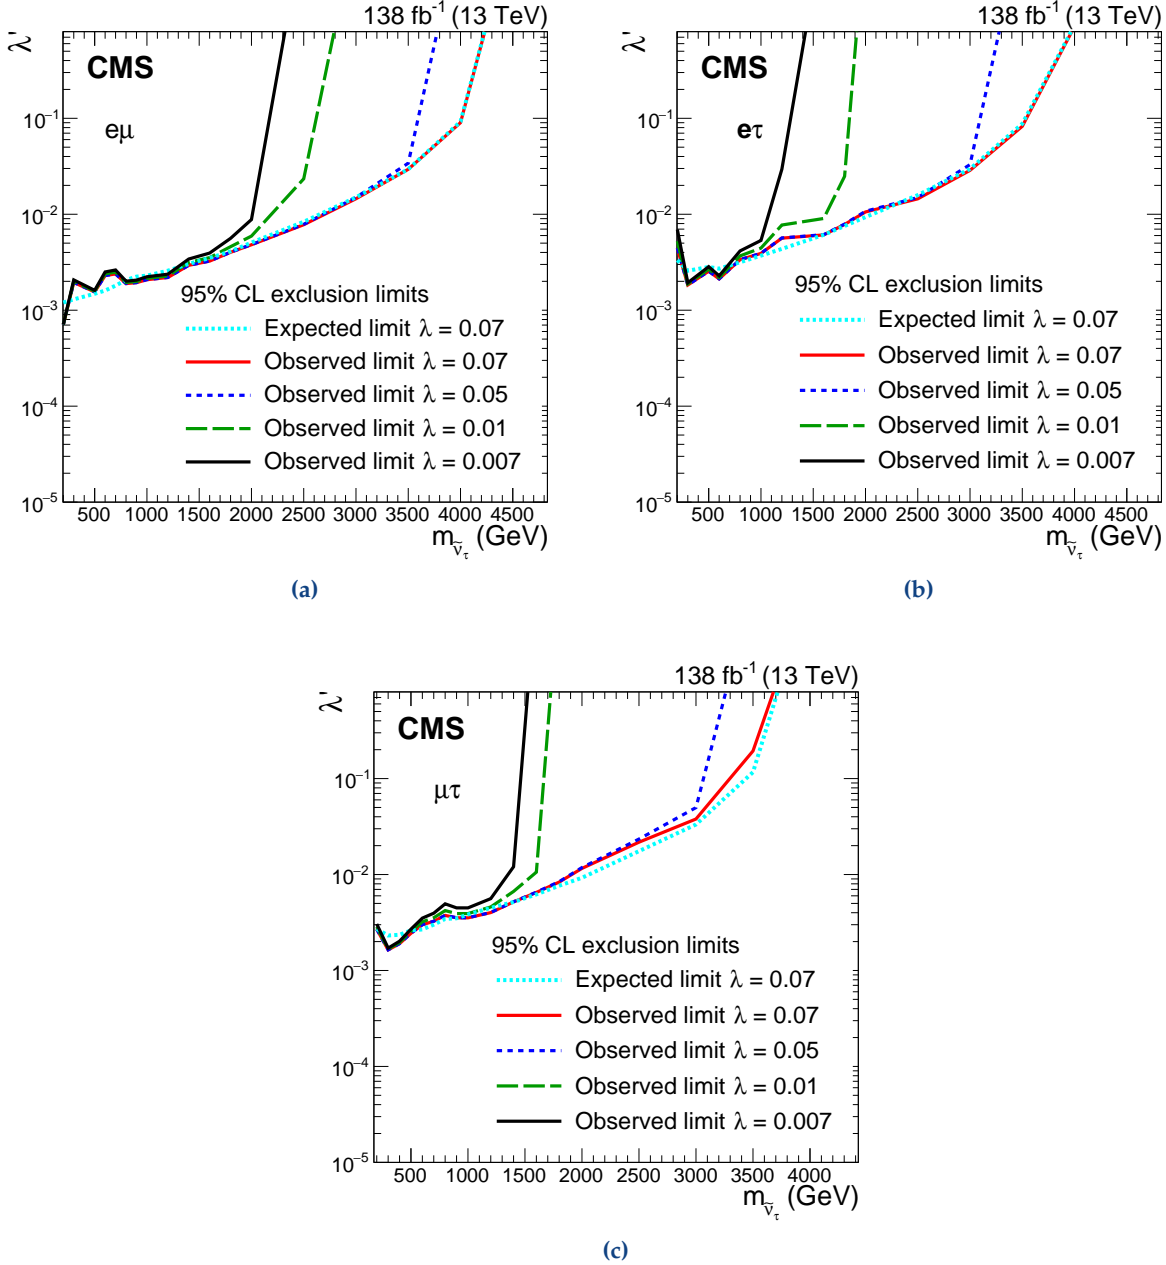 138 fb⁻¹ (13 TeV)
λ'
CMS
eμ
10⁻¹
10⁻²
10⁻³
10⁻⁴
10⁻⁵
95% CL exclusion limits
Expected limit λ = 0.07
Observed limit λ = 0.07
Observed limit λ = 0.05
Observed limit λ = 0.01
Observed limit λ = 0.007
500 1000 1500 2000 2500 3000 3500 4000 4500
m_ν̃_τ (GeV)
(a)
138 fb⁻¹ (13 TeV)
λ'
CMS
eτ
10⁻¹
10⁻²
10⁻³
10⁻⁴
10⁻⁵
95% CL exclusion limits
Expected limit λ = 0.07
Observed limit λ = 0.07
Observed limit λ = 0.05
Observed limit λ = 0.01
Observed limit λ = 0.007
500 1000 1500 2000 2500 3000 3500 4000 4500
m_ν̃_τ (GeV)
(b)
138 fb⁻¹ (13 TeV)
λ'
CMS
μτ
10⁻¹
10⁻²
10⁻³
10⁻⁴
10⁻⁵
95% CL exclusion limits
Expected limit λ = 0.07
Observed limit λ = 0.07
Observed limit λ = 0.05
Observed limit λ = 0.01
Observed limit λ = 0.007
500 1000 1500 2000 2500 3000 3500 4000
m_ν̃_τ (GeV)
(c)